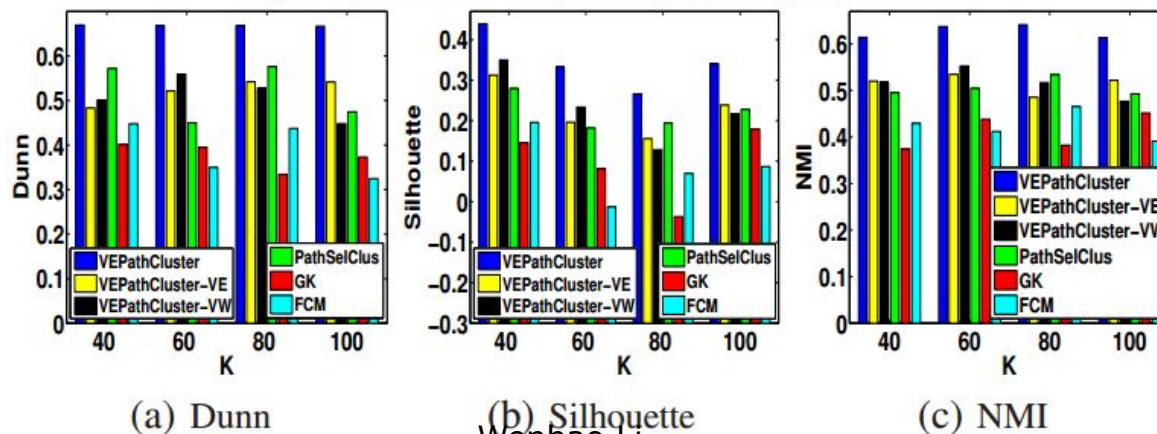 Dunn
0.6
0.5
0.4
0.3
0.2
0.1
0
VEPathCluster
VEPathCluster-VE
VEPathCluster-VW
PathSelClus
GK
FCM
40 60 80 100
K
(a) Dunn
Silhouette
0.4
0.3
0.2
0.1
0
-0.1
-0.2
-0.3
VEPathCluster
VEPathCluster-VE
VEPathCluster-VW
PathSelClus
GK
FCM
40 60 80 100
K
(b) Silhouette
NMI
0.6
0.5
0.4
0.3
0.2
0.1
0
VEPathCluster
VEPathCluster-VE
VEPathCluster-VW
PathSelClus
GK
FCM
40 60 80 100
K
(c) NMI